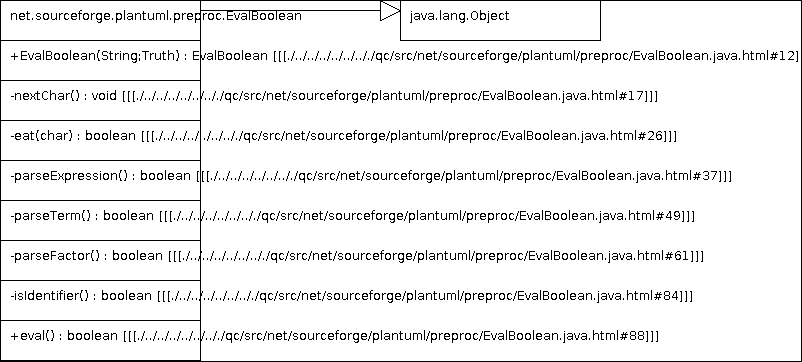 net.sourceforge.plantuml.preproc.EvalBoolean
java.lang.Object
+EvalBoolean(String;Truth) : EvalBoolean [[[./../../../../../../../qc/src/net/sourceforge/plantuml/preproc/EvalBoolean.java.html#12]
-nextChar() : void [[[./../../../../../../../qc/src/net/sourceforge/plantuml/preproc/EvalBoolean.java.html#17]]]
-eat(char) : boolean [[[./../../../../../../../qc/src/net/sourceforge/plantuml/preproc/EvalBoolean.java.html#26]]]
-parseExpression() : boolean [[[./../../../../../../../qc/src/net/sourceforge/plantuml/preproc/EvalBoolean.java.html#37]]]
-parseTerm() : boolean [[[./../../../../../../../qc/src/net/sourceforge/plantuml/preproc/EvalBoolean.java.html#49]]]
-parseFactor() : boolean [[[./../../../../../../../qc/src/net/sourceforge/plantuml/preproc/EvalBoolean.java.html#61]]]
-isIdentifier() : boolean [[[./../../../../../../../qc/src/net/sourceforge/plantuml/preproc/EvalBoolean.java.html#84]]]
+eval() : boolean [[[./../../../../../../../qc/src/net/sourceforge/plantuml/preproc/EvalBoolean.java.html#88]]]